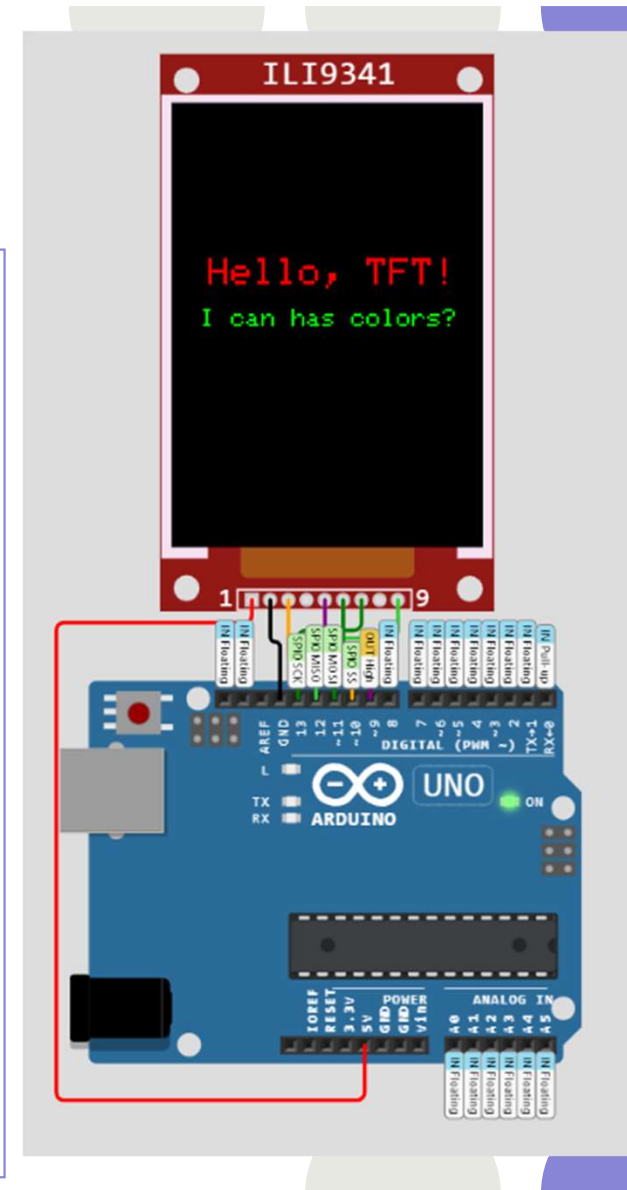 ILI9341
Hello, TFT!
I can has colors?
1
9
IN Floating
IN Floating
SPI0 SCK
SPI0 MISO
SPI0 MOSI
SPI0 SS
OUT High
IN Floating
IN Floating
IN Floating
IN Floating
IN Floating
IN Floating
IN Floating
IN Floating
IN Pull-up
AREF
GND
13
12
~11
~10
~9
8
7
~6
~5
4
~3
2
TX→1
RX←0
DIGITAL (PWM ~)
L
TX
RX
ARDUINO
UNO
ON
POWER
ANALOG IN
IOREF
RESET
3.3V
5V
GND
GND
Vin
A0
A1
A2
A3
A4
A5
IN Floating
IN Floating
IN Floating
IN Floating
IN Floating
IN Floating